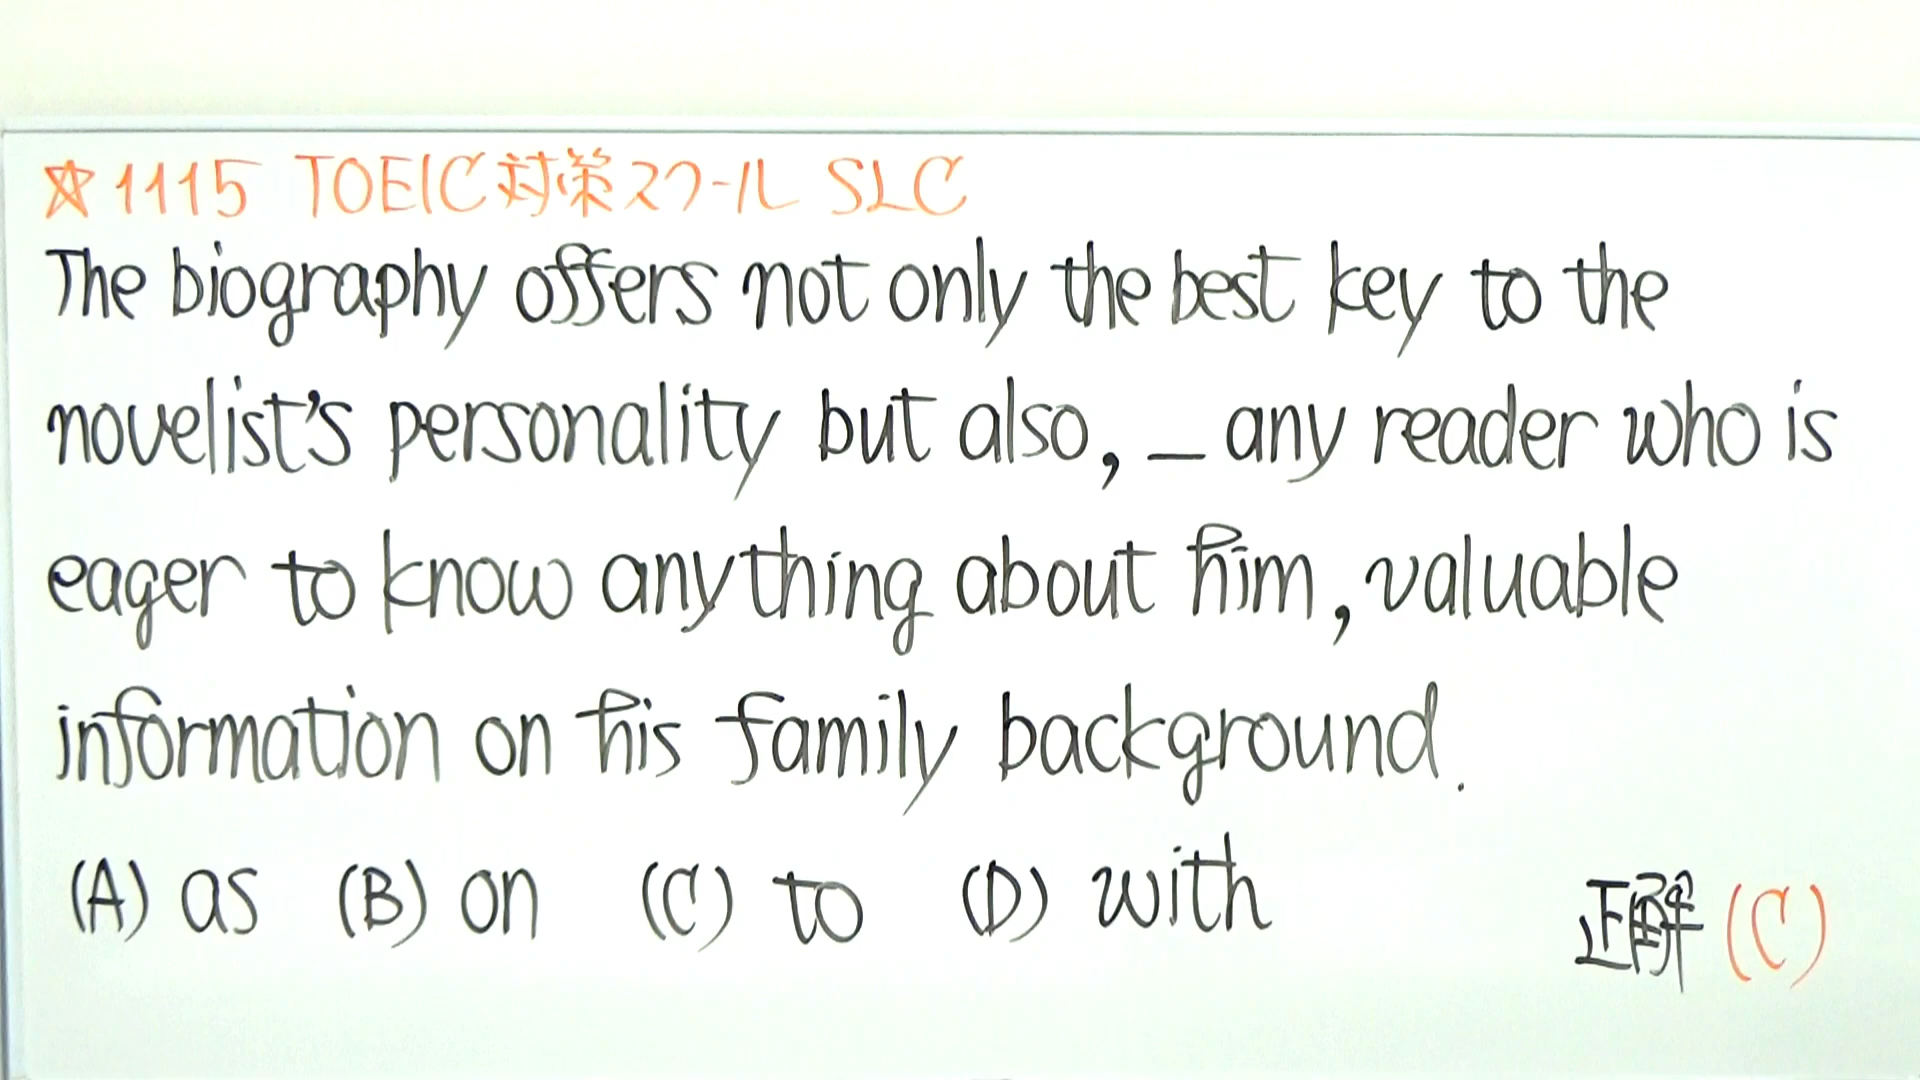 ☆1115 TOEIC対策スクール SLC
The biography offers not only the best key to the
novelist's personality but also, _ any reader who is
eager to know anything about him, valuable
information on his family background.
(A) as (B) on (C) to (D) with 正解 (C)